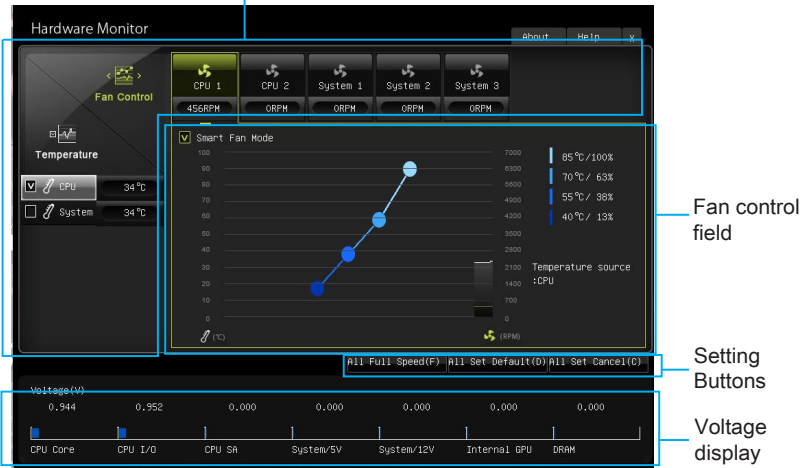 Hardware Monitor
About Help X
Fan Control
CPU 1 CPU 2 System 1 System 2 System 3
456RPM 0RPM 0RPM 0RPM 0RPM
Temperature
Smart Fan Mode
CPU 34°C
System 34°C
100 7000
90 6300
80 5600
70 4900
60 4200
50 3500
40 2800
30 2100
20 1400
10 700
0 0
(°C) (RPM)
85°C/100%
70°C/ 63%
55°C/ 38%
40°C/ 13%
Temperature source
:CPU
Fan control
field
All Full Speed(F) All Set Default(D) All Set Cancel(C)
Setting
Buttons
Voltage(V)
0.944 0.952 0.000 0.000 0.000 0.000 0.000
CPU Core CPU I/O CPU SA System/5V System/12V Internal GPU DRAM
Voltage
display